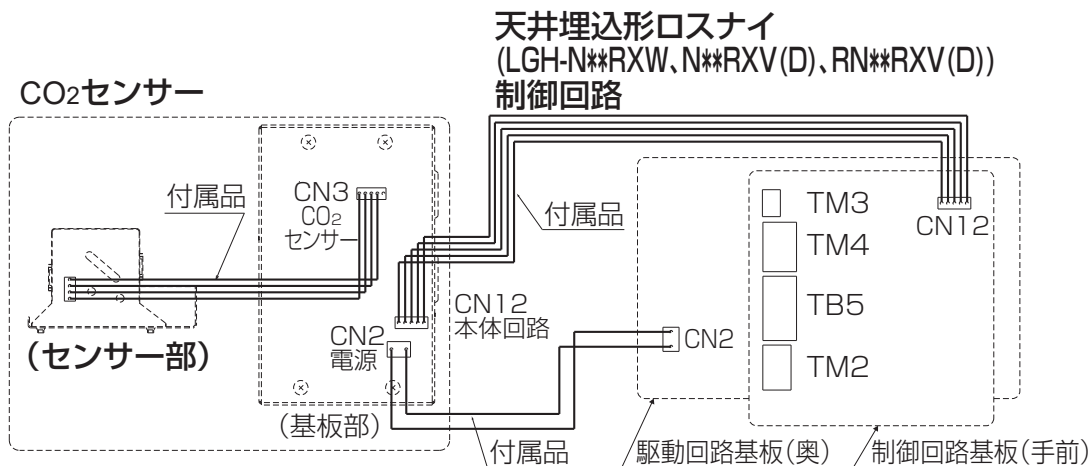 天井埋込形ロスナイ
(LGH-N**RXW、N**RXV(D)、RN**RXV(D))
制御回路
CO2センサー
付属品
CN3
CO2
センサー
付属品
TM3
TM4
TB5
TM2
CN12
CN12
本体回路
CN2
電源
CN2
(センサー部)
(基板部)
付属品
駆動回路基板(奥)
制御回路基板(手前)